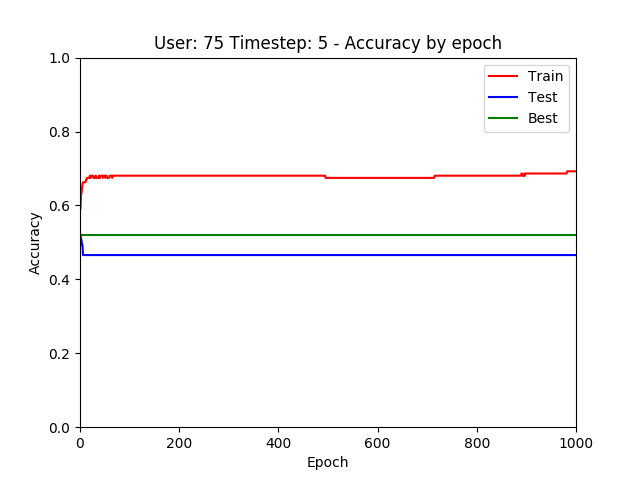 User: 75 Timestep: 5 - Accuracy by epoch
Train
Test
Best
Accuracy
1.0
0.8
0.6
0.4
0.2
0.0
0 200 400 600 800 1000
Epoch